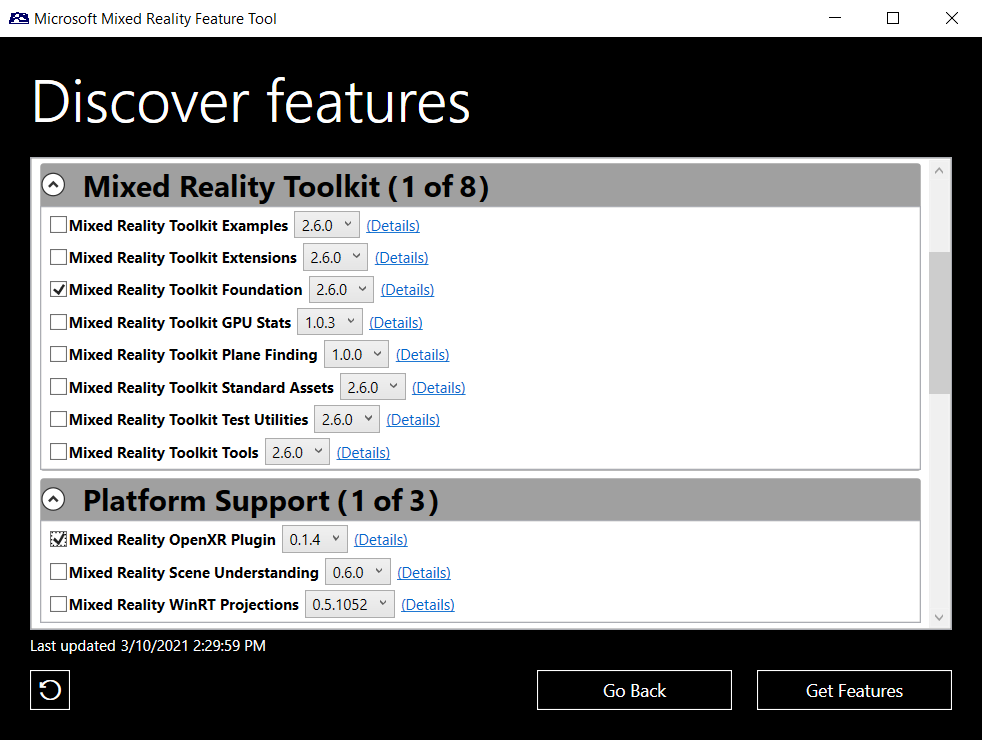 Microsoft Mixed Reality Feature Tool
Discover features
Mixed Reality Toolkit (1 of 8)
Mixed Reality Toolkit Examples 2.6.0 (Details)
Mixed Reality Toolkit Extensions 2.6.0 (Details)
Mixed Reality Toolkit Foundation 2.6.0 (Details)
Mixed Reality Toolkit GPU Stats 1.0.3 (Details)
Mixed Reality Toolkit Plane Finding 1.0.0 (Details)
Mixed Reality Toolkit Standard Assets 2.6.0 (Details)
Mixed Reality Toolkit Test Utilities 2.6.0 (Details)
Mixed Reality Toolkit Tools 2.6.0 (Details)
Platform Support (1 of 3)
Mixed Reality OpenXR Plugin 0.1.4 (Details)
Mixed Reality Scene Understanding 0.6.0 (Details)
Mixed Reality WinRT Projections 0.5.1052 (Details)
Last updated 3/10/2021 2:29:59 PM
Go Back Get Features